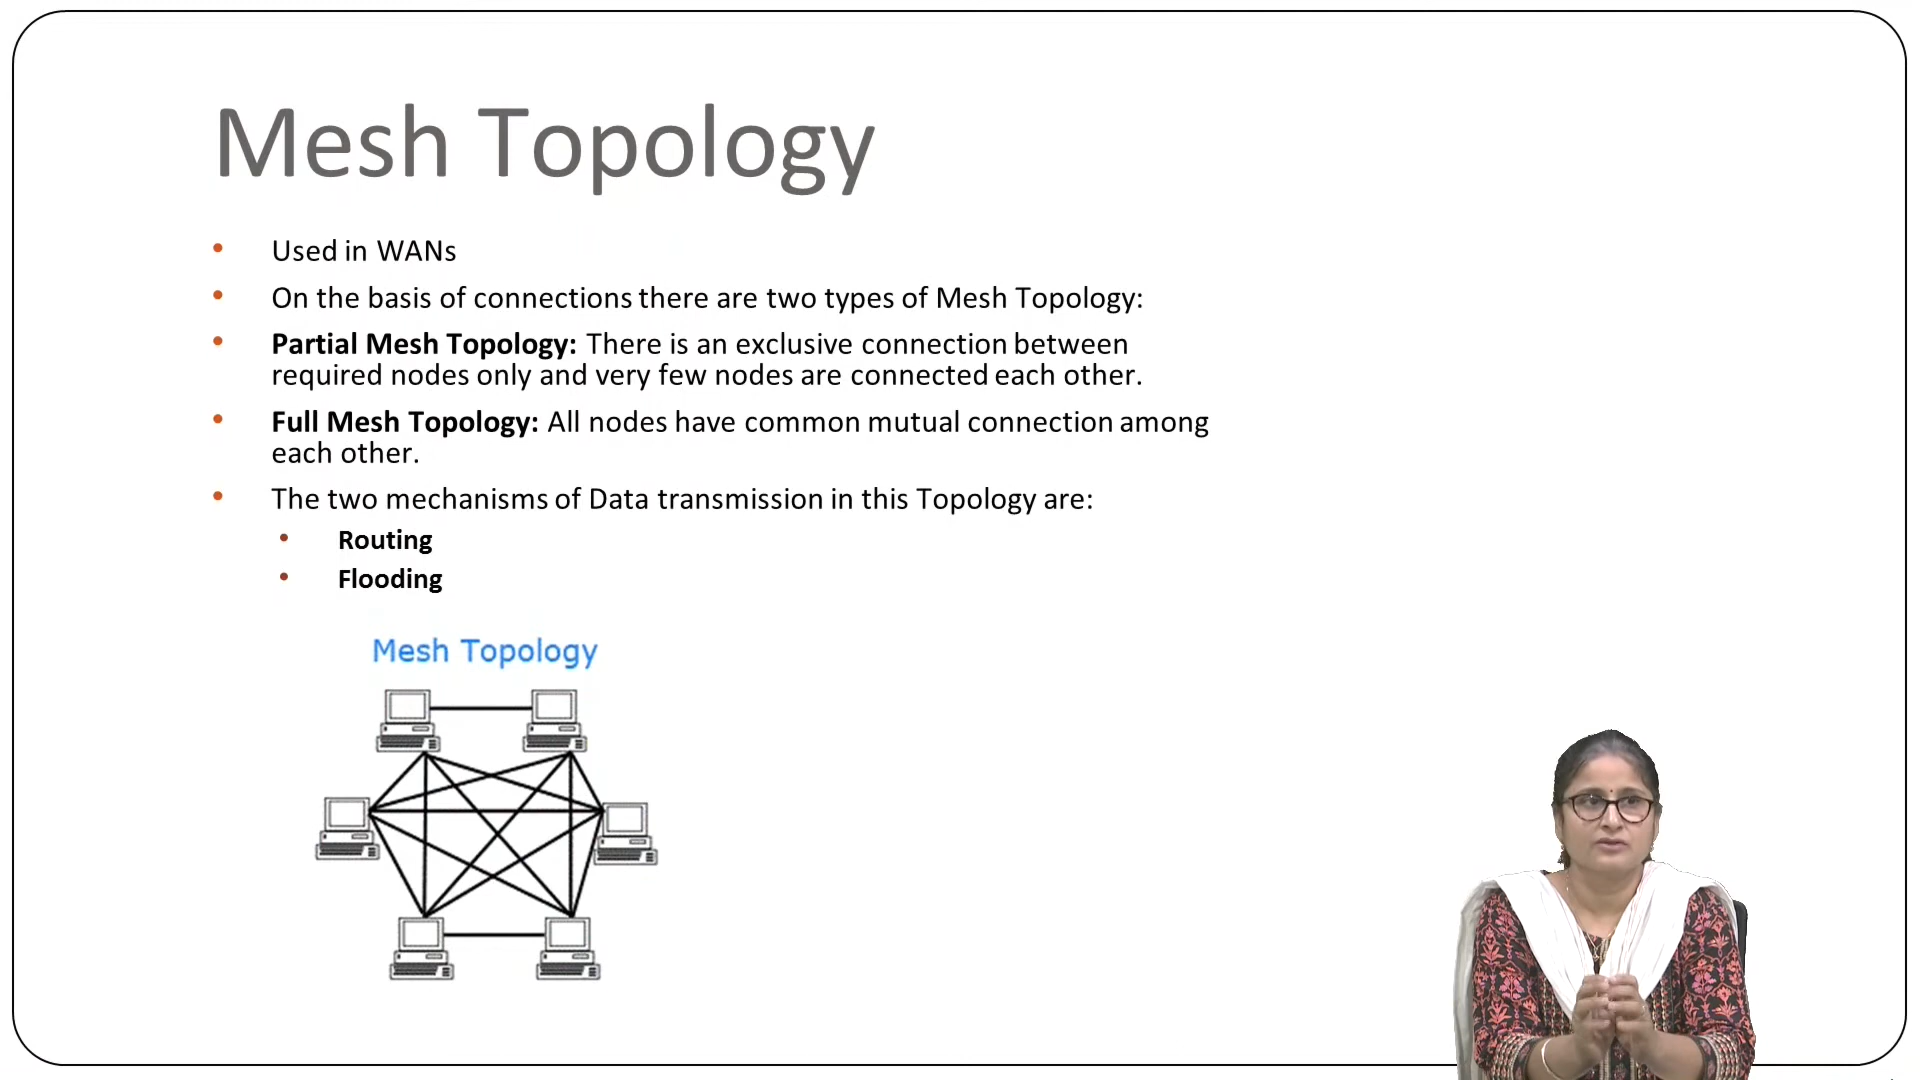 Mesh Topology
• Used in WANs
• On the basis of connections there are two types of Mesh Topology:
• Partial Mesh Topology: There is an exclusive connection between
required nodes only and very few nodes are connected each other.
• Full Mesh Topology: All nodes have common mutual connection among
each other.
• The two mechanisms of Data transmission in this Topology are:
• Routing
• Flooding
Mesh Topology